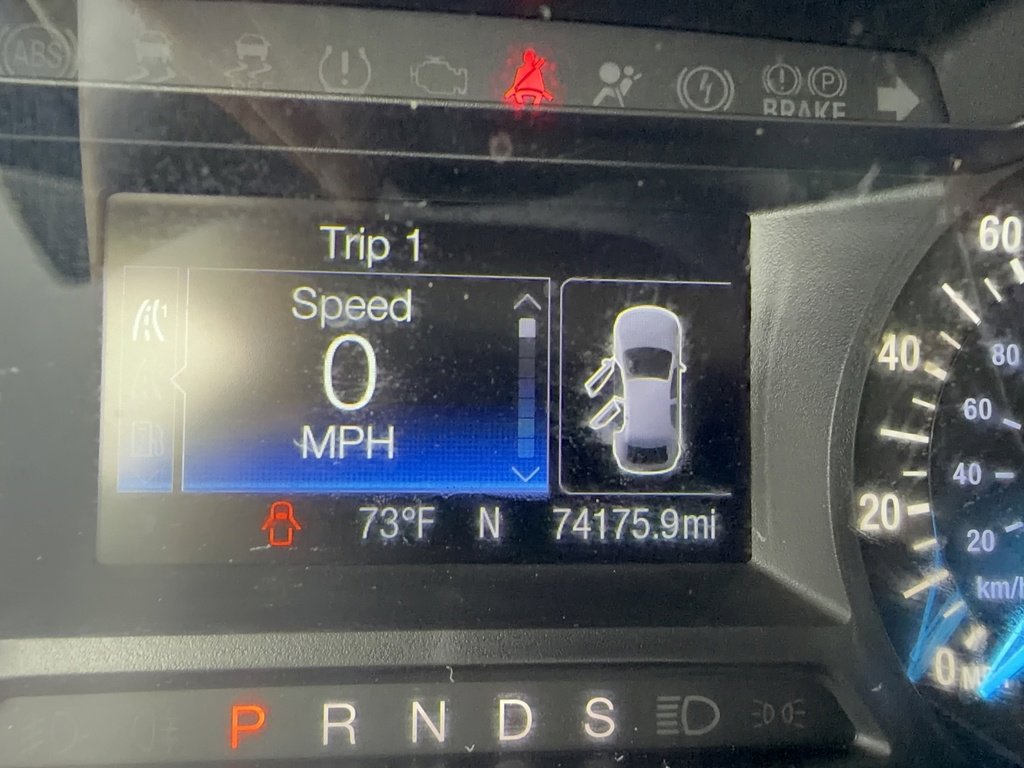 ABS
BRAKE
P
Trip 1
Speed
0
MPH
1
73°F N 74175.9mi
60
40
20
0
80
60
40
20
km/h
P R N D S